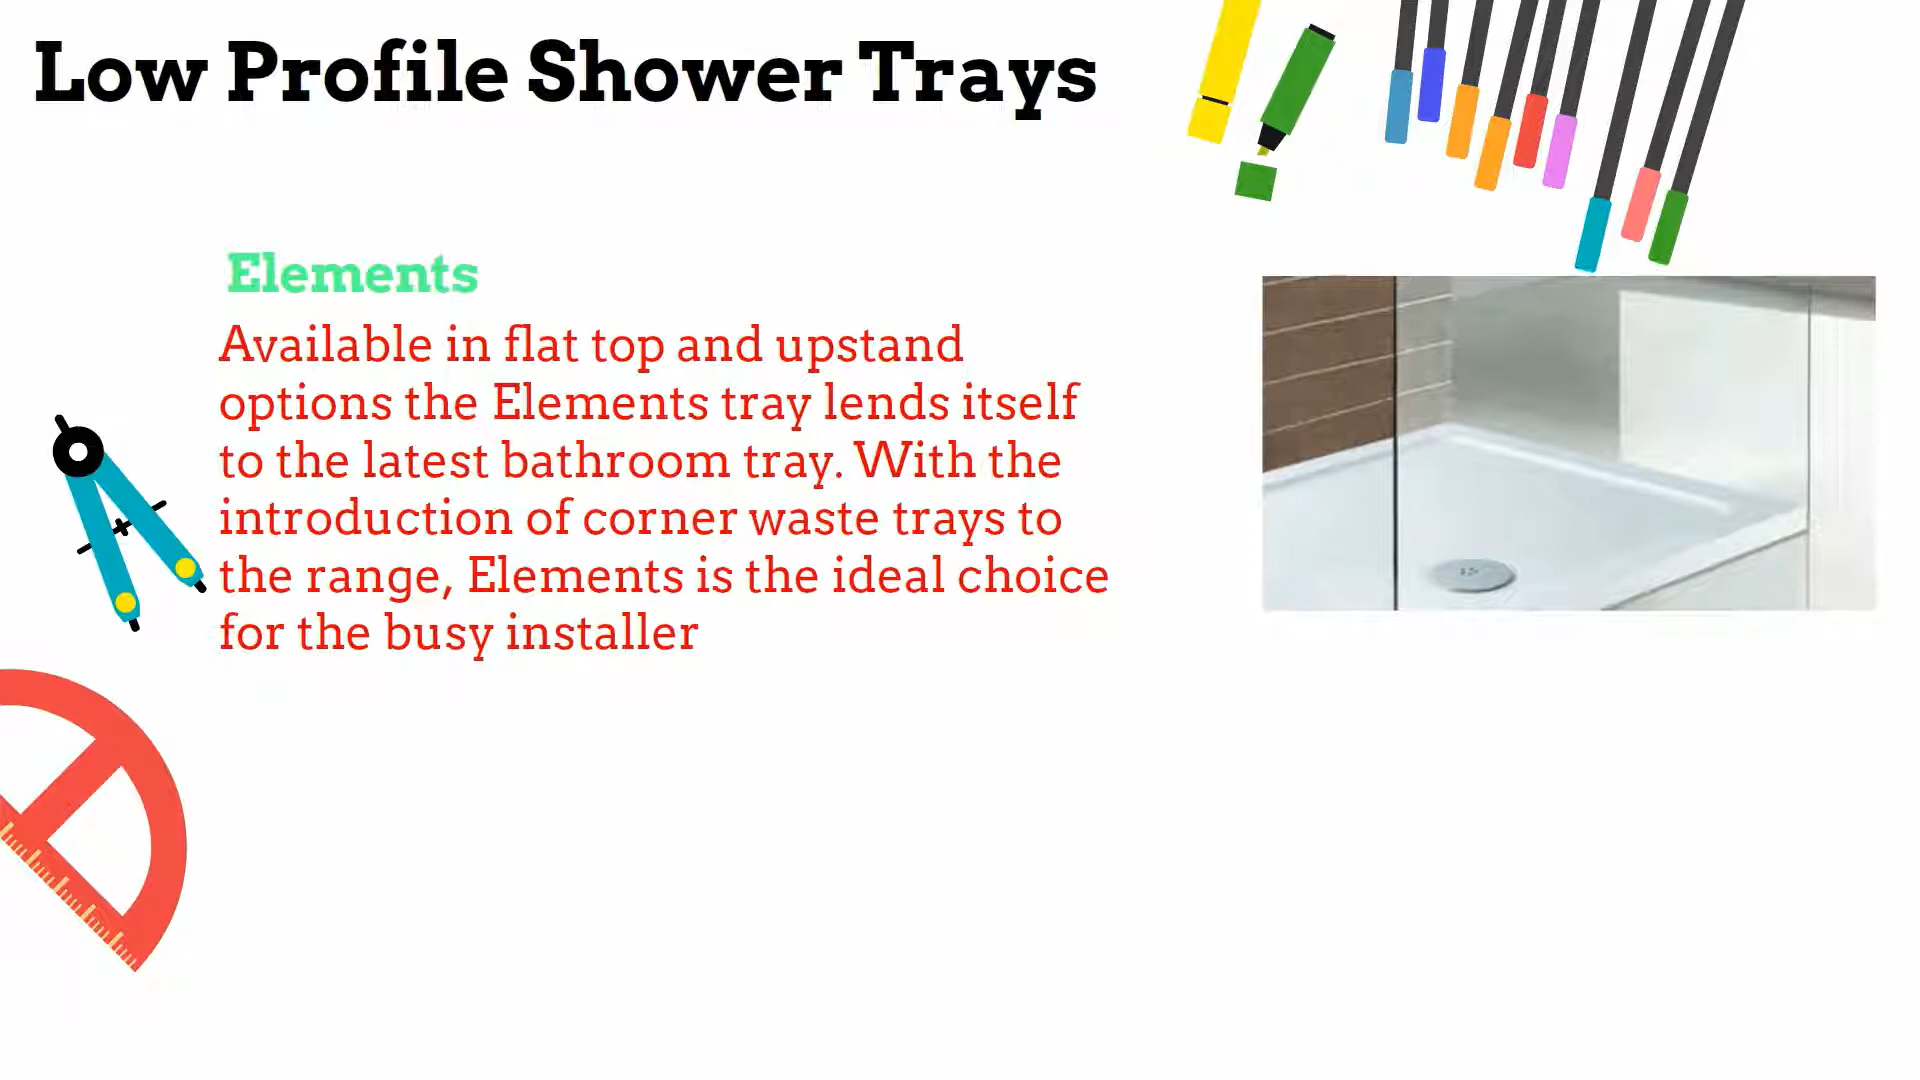 Low Profile Shower Trays
Elements
Available in flat top and upstand
options the Elements tray lends itself
to the latest bathroom tray. With the
introduction of corner waste trays to
the range, Elements is the ideal choice
for the busy installer